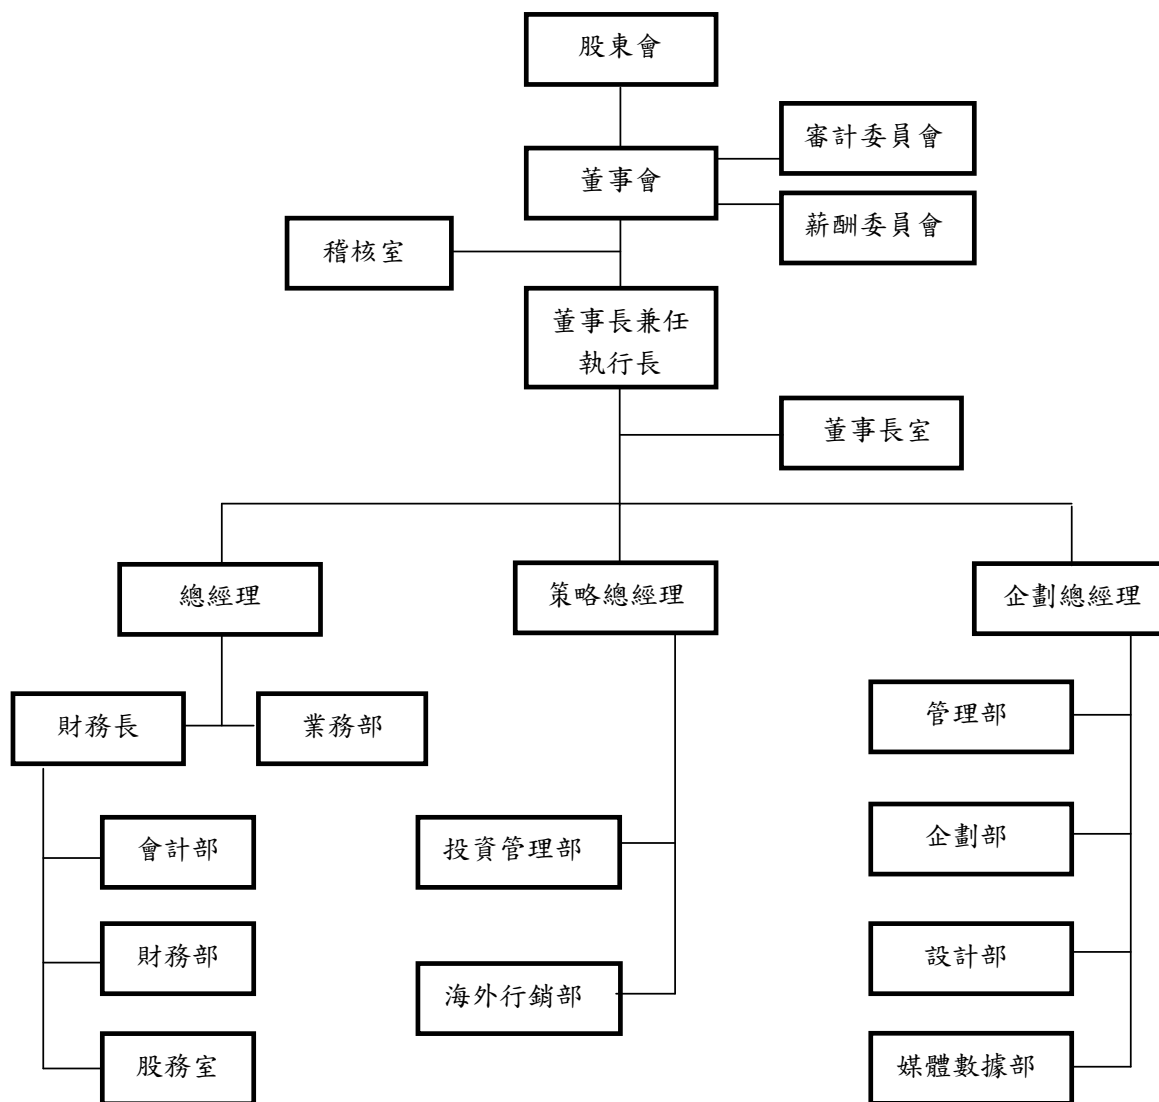 股東會
審計委員會
董事會
薪酬委員會
稽核室
董事長兼任
執行長
董事長室
總經理
策略總經理
企劃總經理
財務長
業務部
管理部
會計部
投資管理部
企劃部
財務部
海外行銷部
設計部
股務室
媒體數據部